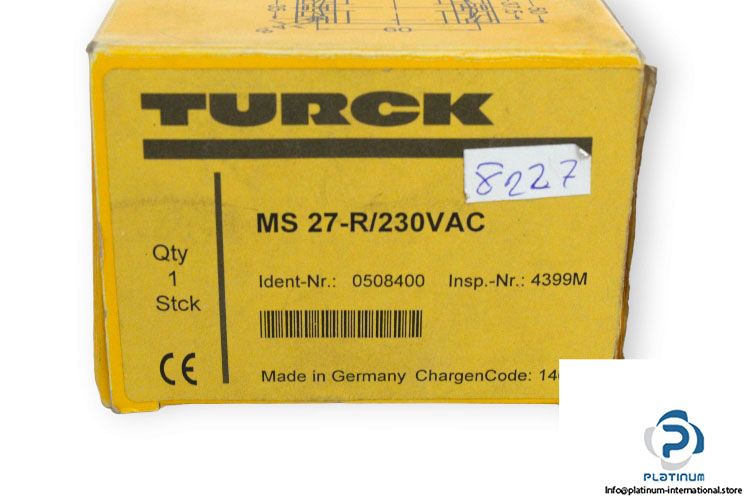 60
TURCK
8227
MS 27-R/230VAC
Qty
1
Stck
Ident-Nr.: 0508400 Insp.-Nr.: 4399M
CE
Made in Germany ChargenCode:
PLATINUM
Info@platinum-international.store